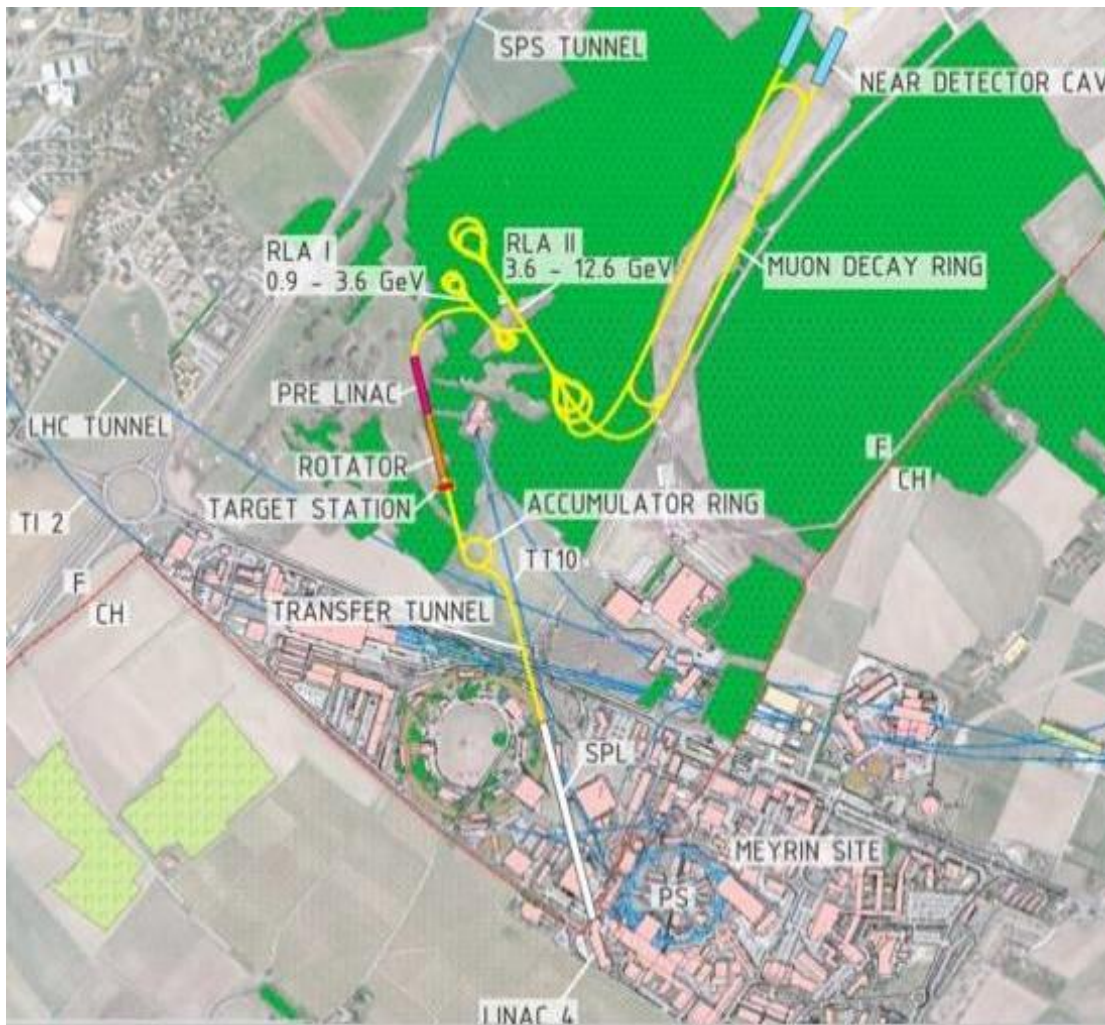 SPS TUNNEL
NEAR DETECTOR CAV
RLA I
0.9 - 3.6 GeV
RLA II
3.6 - 12.6 GeV
MUON DECAY RING
PRE LINAC
LHC TUNNEL
ROTATOR
TARGET STATION
ACCUMULATOR RING
F
CH
TI 2
TT10
F
CH
TRANSFER TUNNEL
SPL
MEYRIN SITE
PS
LINAC 4